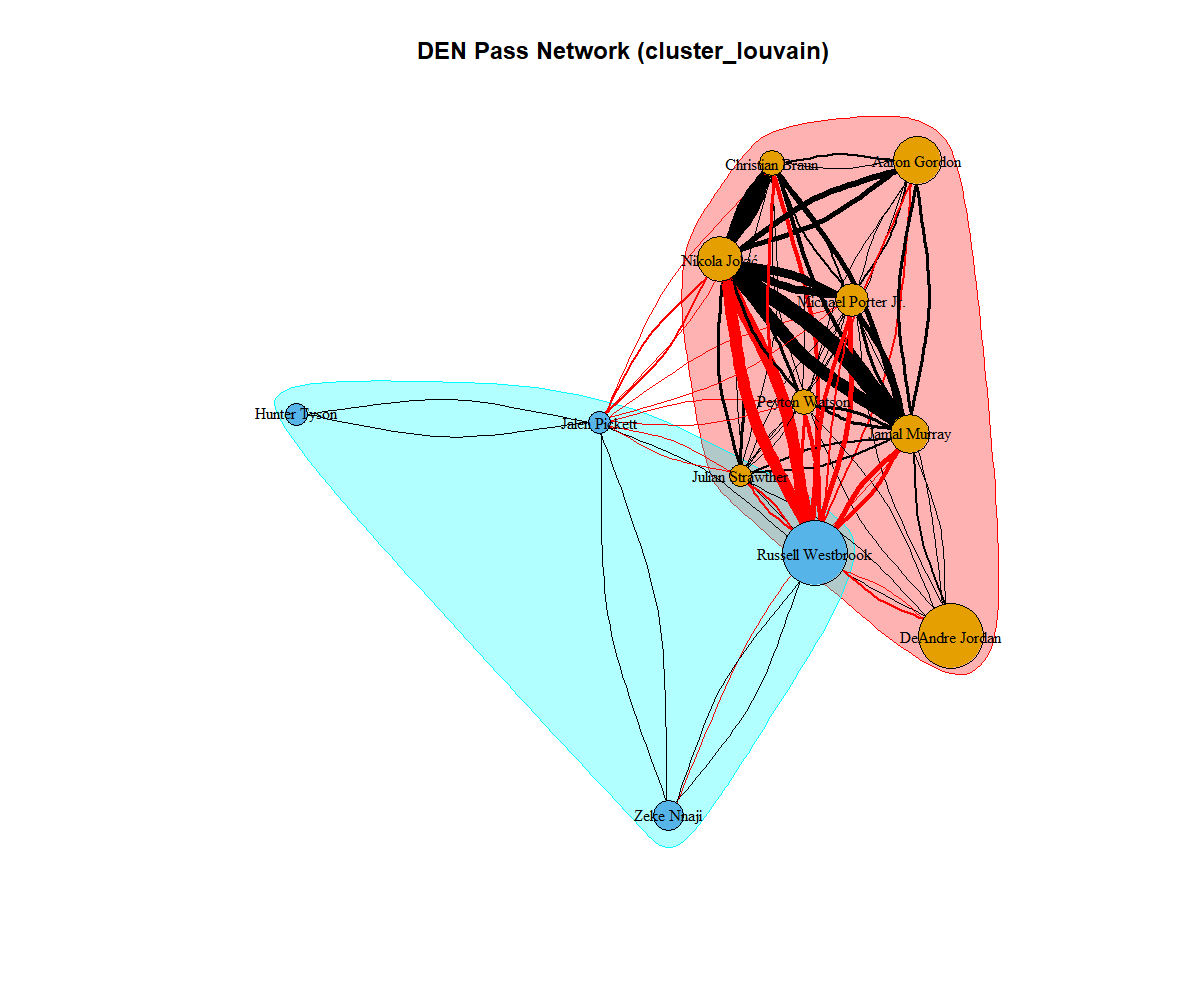 DEN Pass Network (cluster_louvain)
Christian Braun
Aaron Gordon
Nikola Jokić
Michael Porter Jr.
Peyton Watson
Hunter Tyson
Jalen Pickett
Jamal Murray
Julian Strawther
Russell Westbrook
DeAndre Jordan
Zeke Nnaji